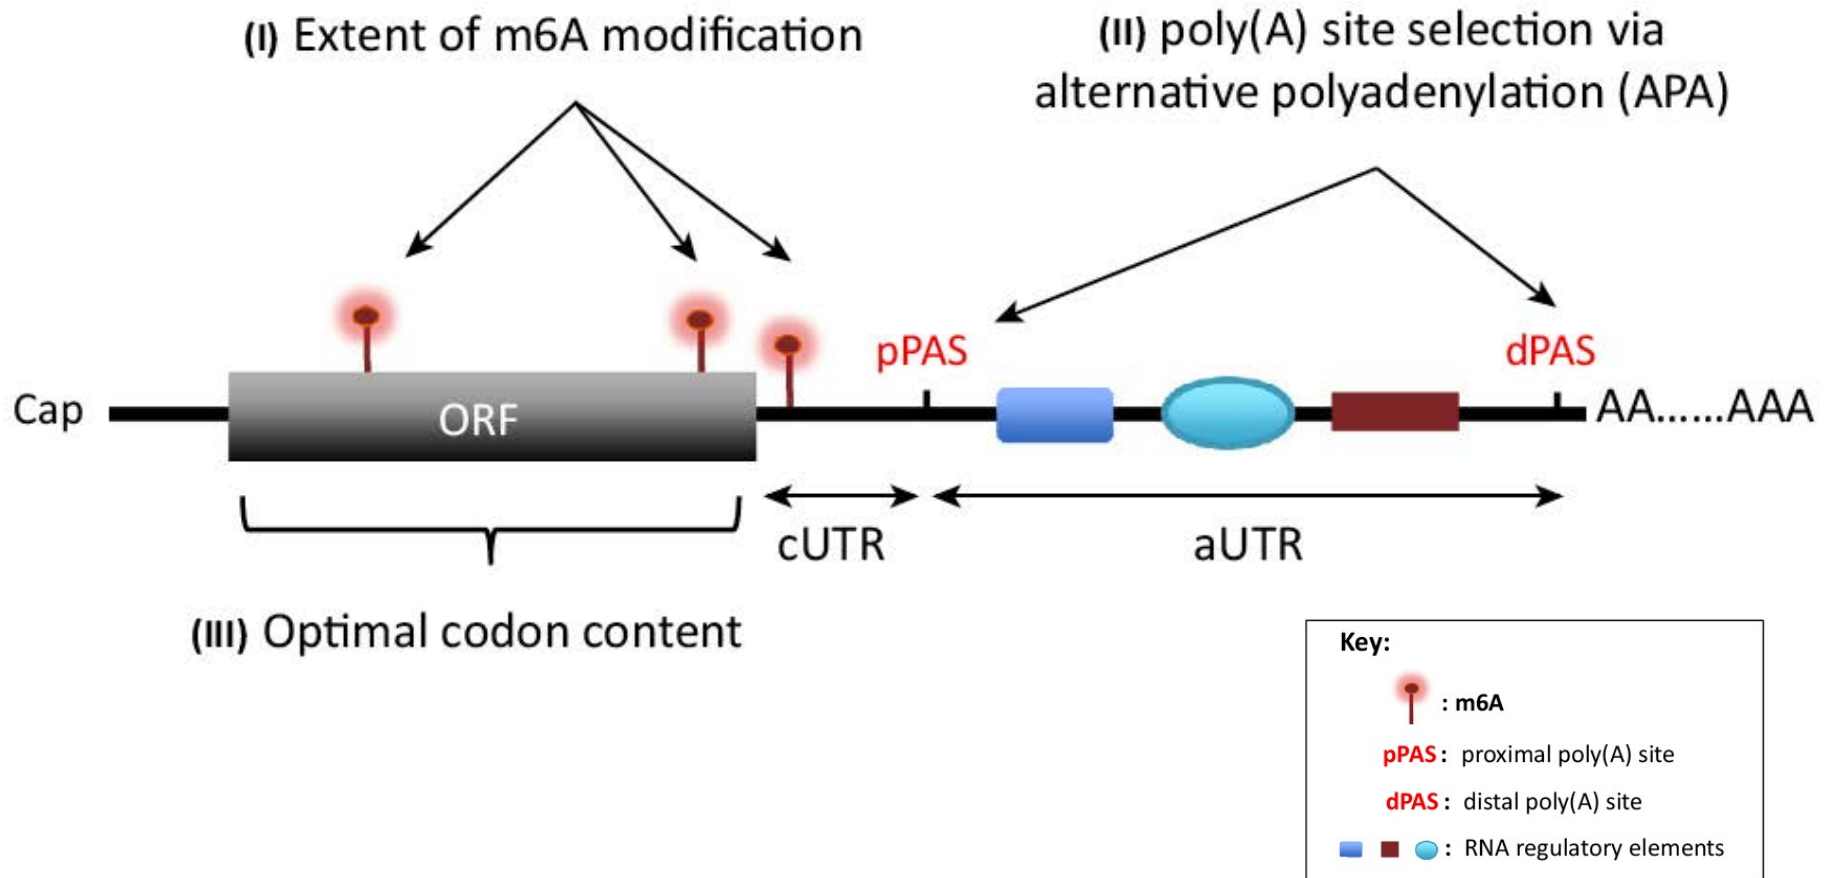 (I) Extent of m6A modification
(II) poly(A) site selection via
alternative polyadenylation (APA)
pPAS
dPAS
Cap
ORF
AA......AAA
cUTR
aUTR
(III) Optimal codon content
Key:
: m6A
pPAS : proximal poly(A) site
dPAS : distal poly(A) site
: RNA regulatory elements